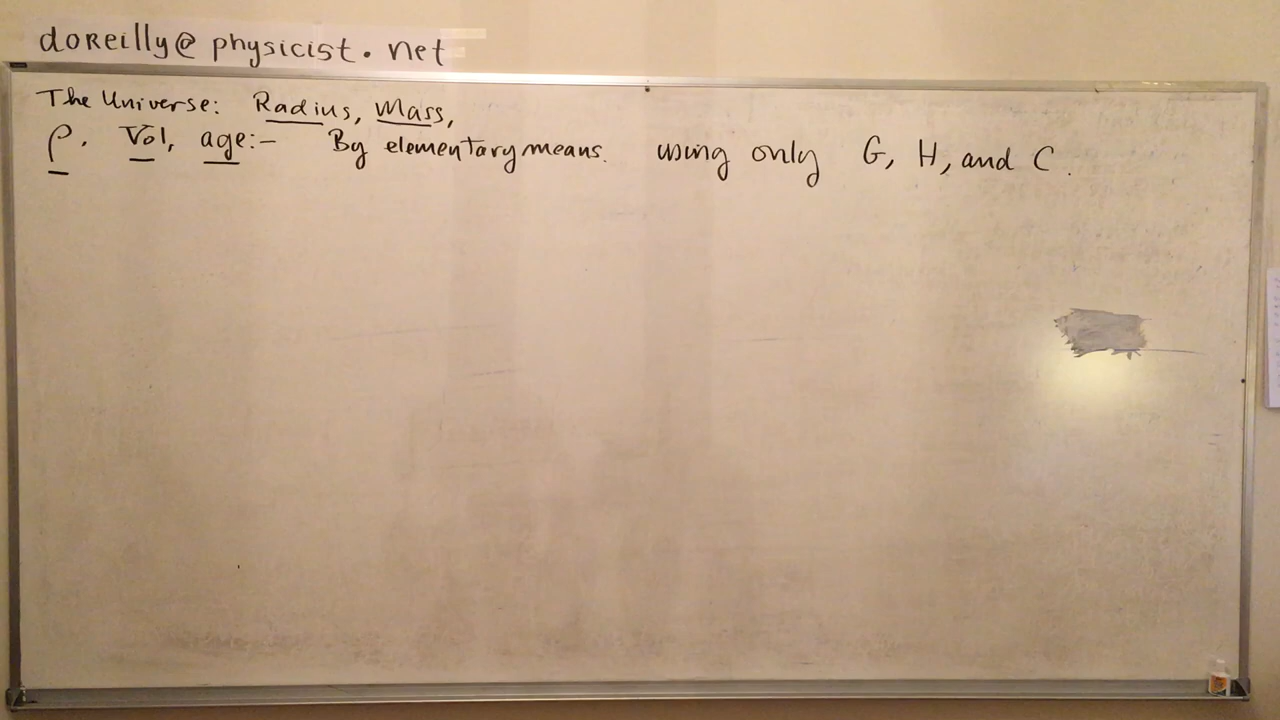 doReilly@physicist.net
The Universe: Radius, Mass,
ρ. Vol, age:- By elementary means. using only G, H, and C.